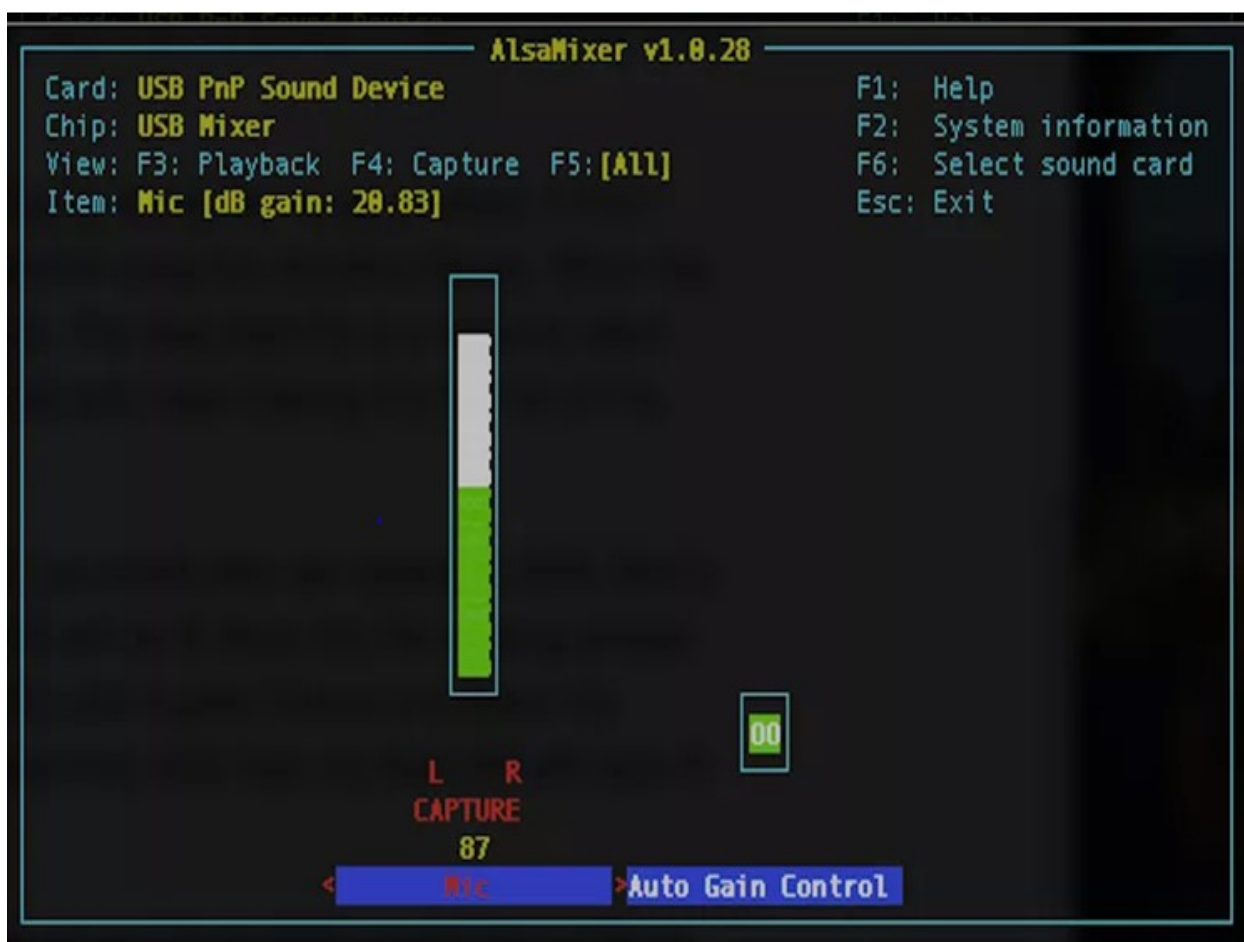 AlsaMixer v1.0.28
Card: USB PnP Sound Device F1: Help
Chip: USB Mixer F2: System information
View: F3: Playback F4: Capture F5:[All] F6: Select sound card
Item: Mic [dB gain: 20.83] Esc: Exit
00
L R
CAPTURE
87
< Mic >Auto Gain Control